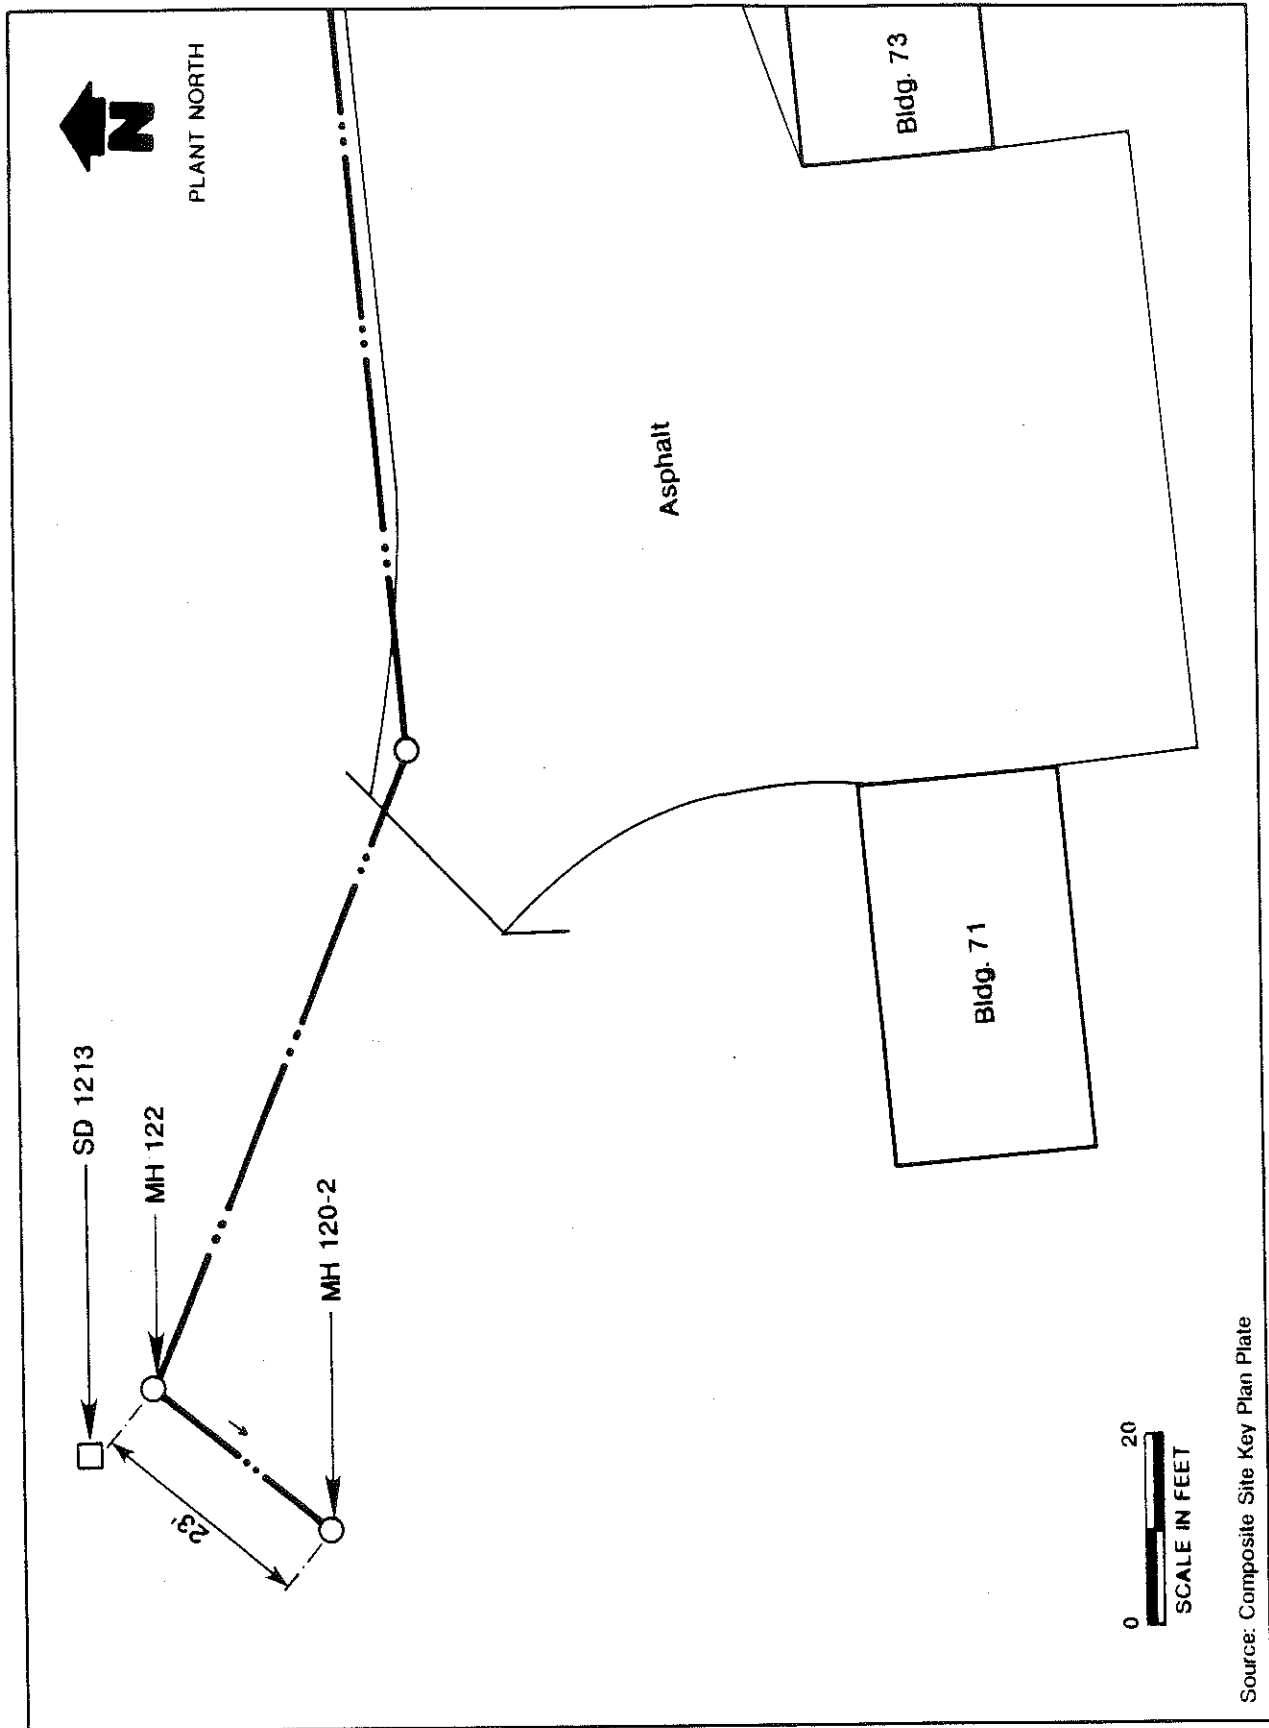 N
PLANT NORTH
SD 1213
MH 122
MH 120-2
23'
Asphalt
Bldg. 73
Bldg. 71
0 20
SCALE IN FEET
Source: Composite Site Key Plan Plate